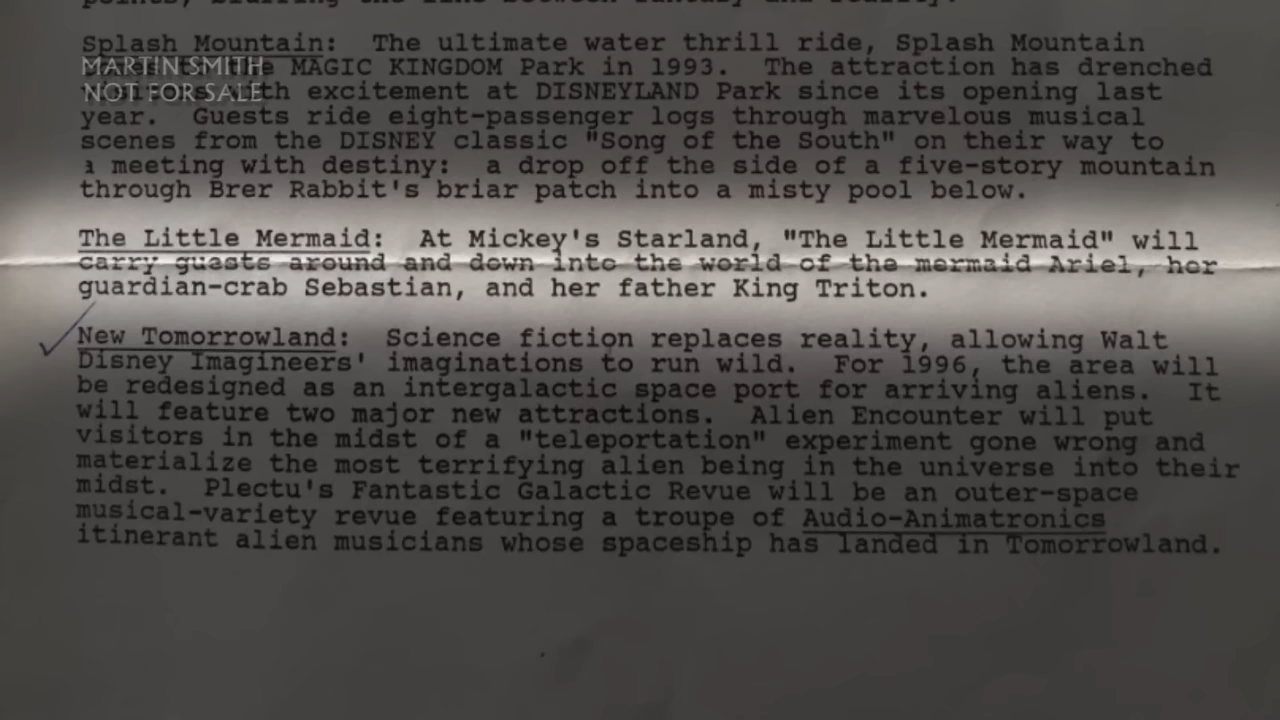 Splash Mountain: The ultimate water thrill ride, Splash Mountain
MARTIN SMITH
the MAGIC KINGDOM Park in 1993. The attraction has drenched
NOT FOR SALE
with excitement at DISNEYLAND Park since its opening last
year. Guests ride eight-passenger logs through marvelous musical
scenes from the DISNEY classic "Song of the South" on their way to
a meeting with destiny: a drop off the side of a five-story mountain
through Brer Rabbit's briar patch into a misty pool below.
The Little Mermaid: At Mickey's Starland, "The Little Mermaid" will
carry guests around and down into the world of the mermaid Ariel, her
guardian-crab Sebastian, and her father King Triton.
New Tomorrowland: Science fiction replaces reality, allowing Walt
Disney Imagineers' imaginations to run wild. For 1996, the area will
be redesigned as an intergalactic space port for arriving aliens. It
will feature two major new attractions. Alien Encounter will put
visitors in the midst of a "teleportation" experiment gone wrong and
materialize the most terrifying alien being in the universe into their
midst. Plectu's Fantastic Galactic Revue will be an outer-space
musical-variety revue featuring a troupe of Audio-Animatronics
itinerant alien musicians whose spaceship has landed in Tomorrowland.